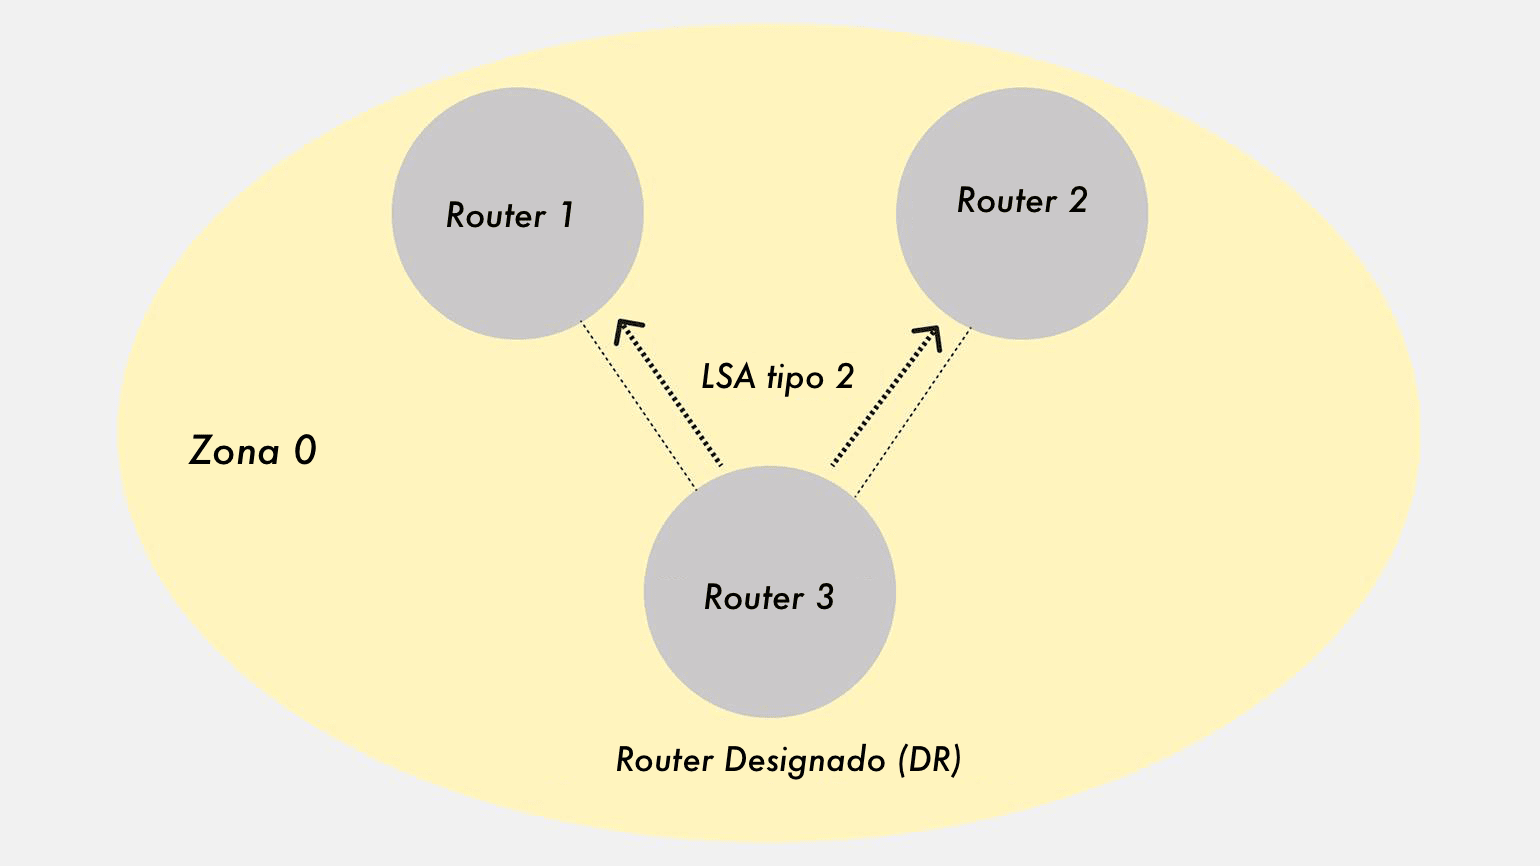 Router 1
Router 2
LSA tipo 2
Zona 0
Router 3
Router Designado (DR)